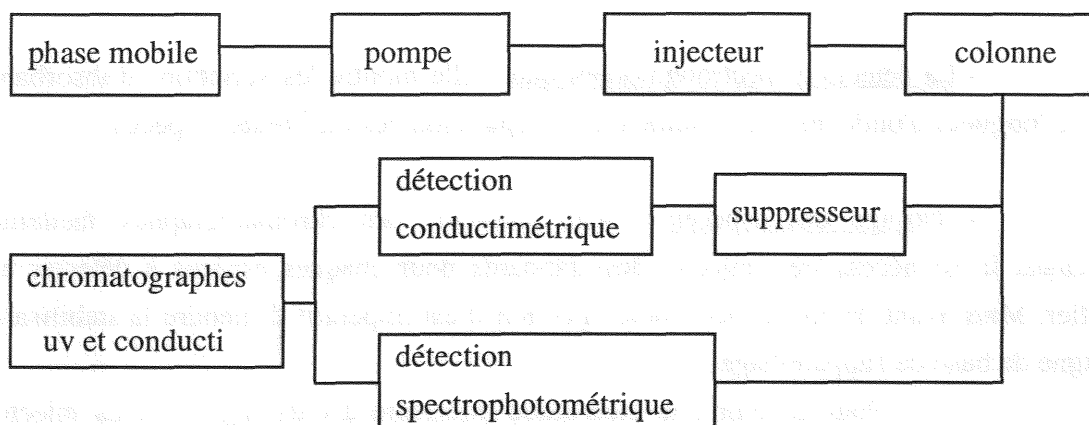 phase mobile
pompe
injecteur
colonne
détection
conductimétrique
suppresseur
chromatographes
uv et conducti
détection
spectrophotométrique